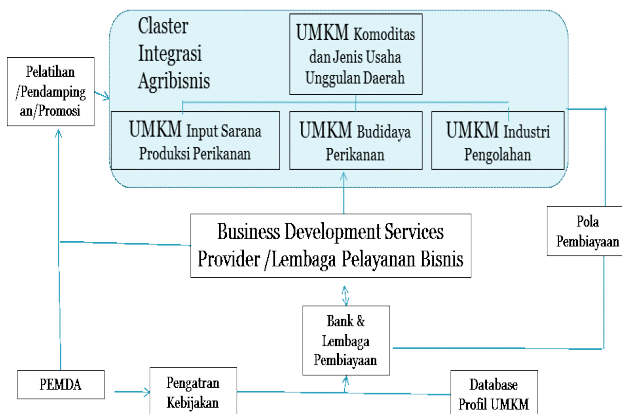 Claster
Integrasi
Agribisnis
UMKM Komoditas
dan Jenis Usaha
Unggulan Daerah
Pelatihan
/Pendamping
an/Promosi
UMKM Input Sarana
Produksi Perikanan
UMKM Budidaya
Perikanan
UMKM Industri
Pengolahan
Business Development Services
Provider /Lembaga Pelayanan Bisnis
Pola
Pembiayaan
Bank &
Lembaga
Pembiayaan
PEMDA
Pengatran
Kebijakan
Database
Profil UMKM